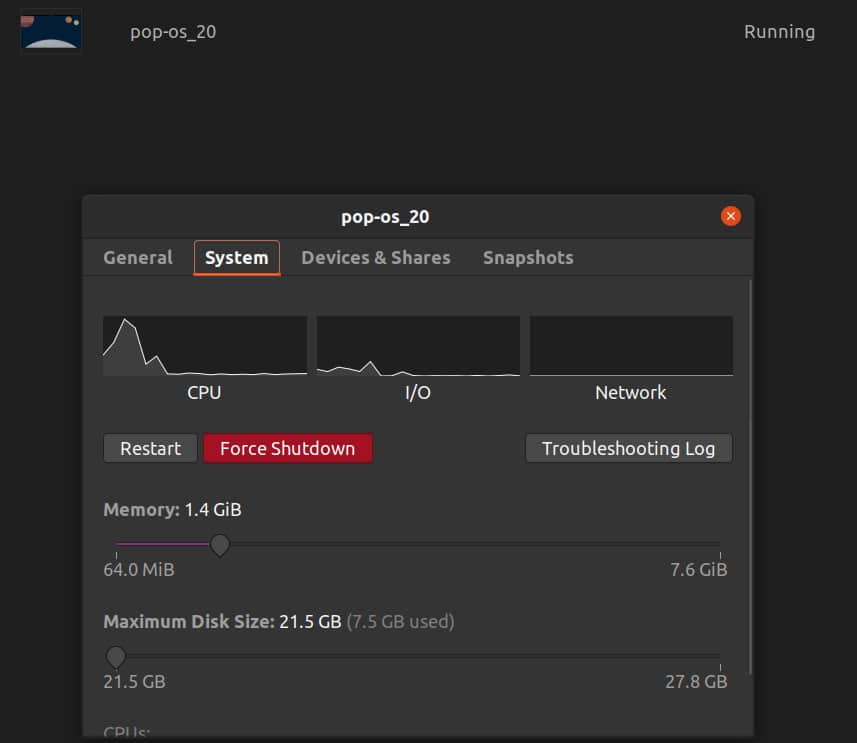 pop-os_20 Running
pop-os_20
General System Devices & Shares Snapshots
CPU I/O Network
Restart Force Shutdown Troubleshooting Log
Memory: 1.4 GiB
64.0 MiB 7.6 GiB
Maximum Disk Size: 21.5 GB (7.5 GB used)
21.5 GB 27.8 GB
CPUs: